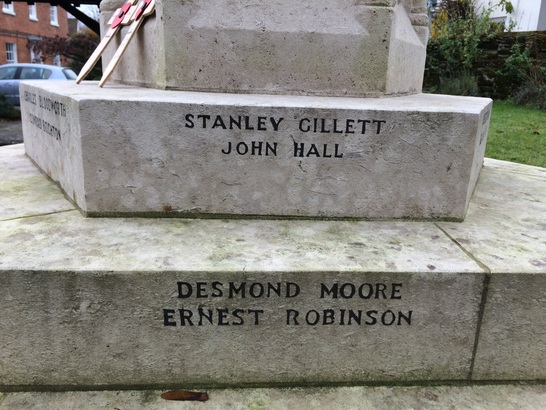 STANLEY GILLETT
JOHN HALL
DESMOND MOORE
ERNEST ROBINSON